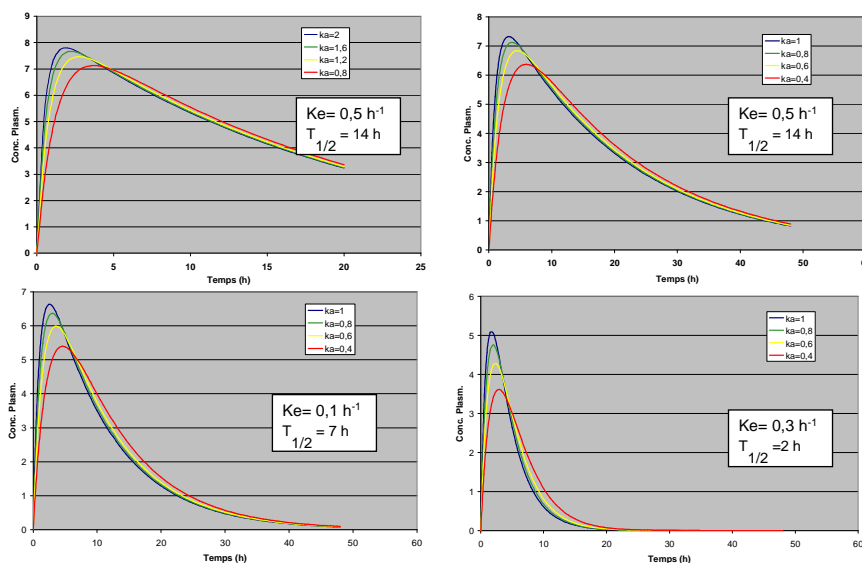 9
8
7
6
5
4
3
2
1
0
Conc. Plasm.
0 5 10 15 20 25
Temps (h)
ka=2
ka=1,6
ka=1,2
ka=0,8
Ke= 0,5 h-1
T1/2 = 14 h
8
7
6
5
4
3
2
1
0
Conc. Plasm.
0 10 20 30 40 50 60
Temps (h)
ka=1
ka=0,8
ka=0,6
ka=0,4
Ke= 0,5 h-1
T1/2 = 14 h
7
6
5
4
3
2
1
0
Conc. Plasm.
0 10 20 30 40 50 60
Temps (h)
ka=1
ka=0,8
ka=0,6
ka=0,4
Ke= 0,1 h-1
T1/2 = 7 h
6
5
4
3
2
1
0
Conc. Plasm.
0 10 20 30 40 50 60
Temps (h)
ka=1
ka=0,8
ka=0,6
ka=0,4
Ke= 0,3 h-1
T1/2 =2 h